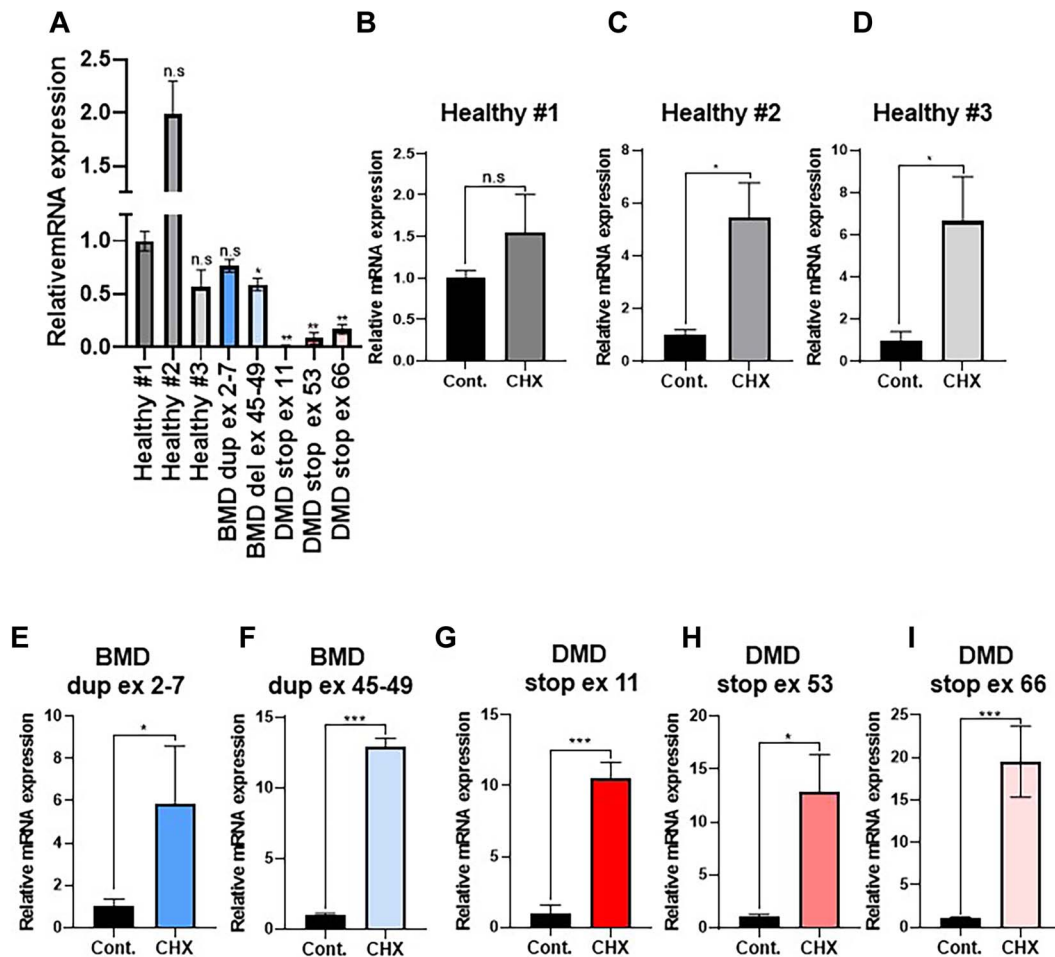 A
B
C
D
RelativemRNA expression
2.5
2.0
1.5
1.0
0.5
0.0
n.s
n.s
n.s
*
**
**
**
Healthy #1
Healthy #2
Healthy #3
BMD dup ex 2-7
BMD del ex 45-49
DMD stop ex 11
DMD stop ex 53
DMD stop ex 66
Healthy #1
Relative mRNA expression
2.5
2.0
1.5
1.0
0.5
0.0
n.s
Cont.
CHX
Healthy #2
Relative mRNA expression
8
6
4
2
0
*
Cont.
CHX
Healthy #3
Relative mRNA expression
10
8
6
4
2
0
*
Cont.
CHX
E
F
G
H
I
BMD
dup ex 2-7
Relative mRNA expression
10
8
6
4
2
0
*
Cont.
CHX
BMD
dup ex 45-49
Relative mRNA expression
15
10
5
0
***
Cont.
CHX
DMD
stop ex 11
Relative mRNA expression
15
10
5
0
***
Cont.
CHX
DMD
stop ex 53
Relative mRNA expression
20
15
10
5
0
*
Cont.
CHX
DMD
stop ex 66
Relative mRNA expression
25
20
15
10
5
0
***
Cont.
CHX